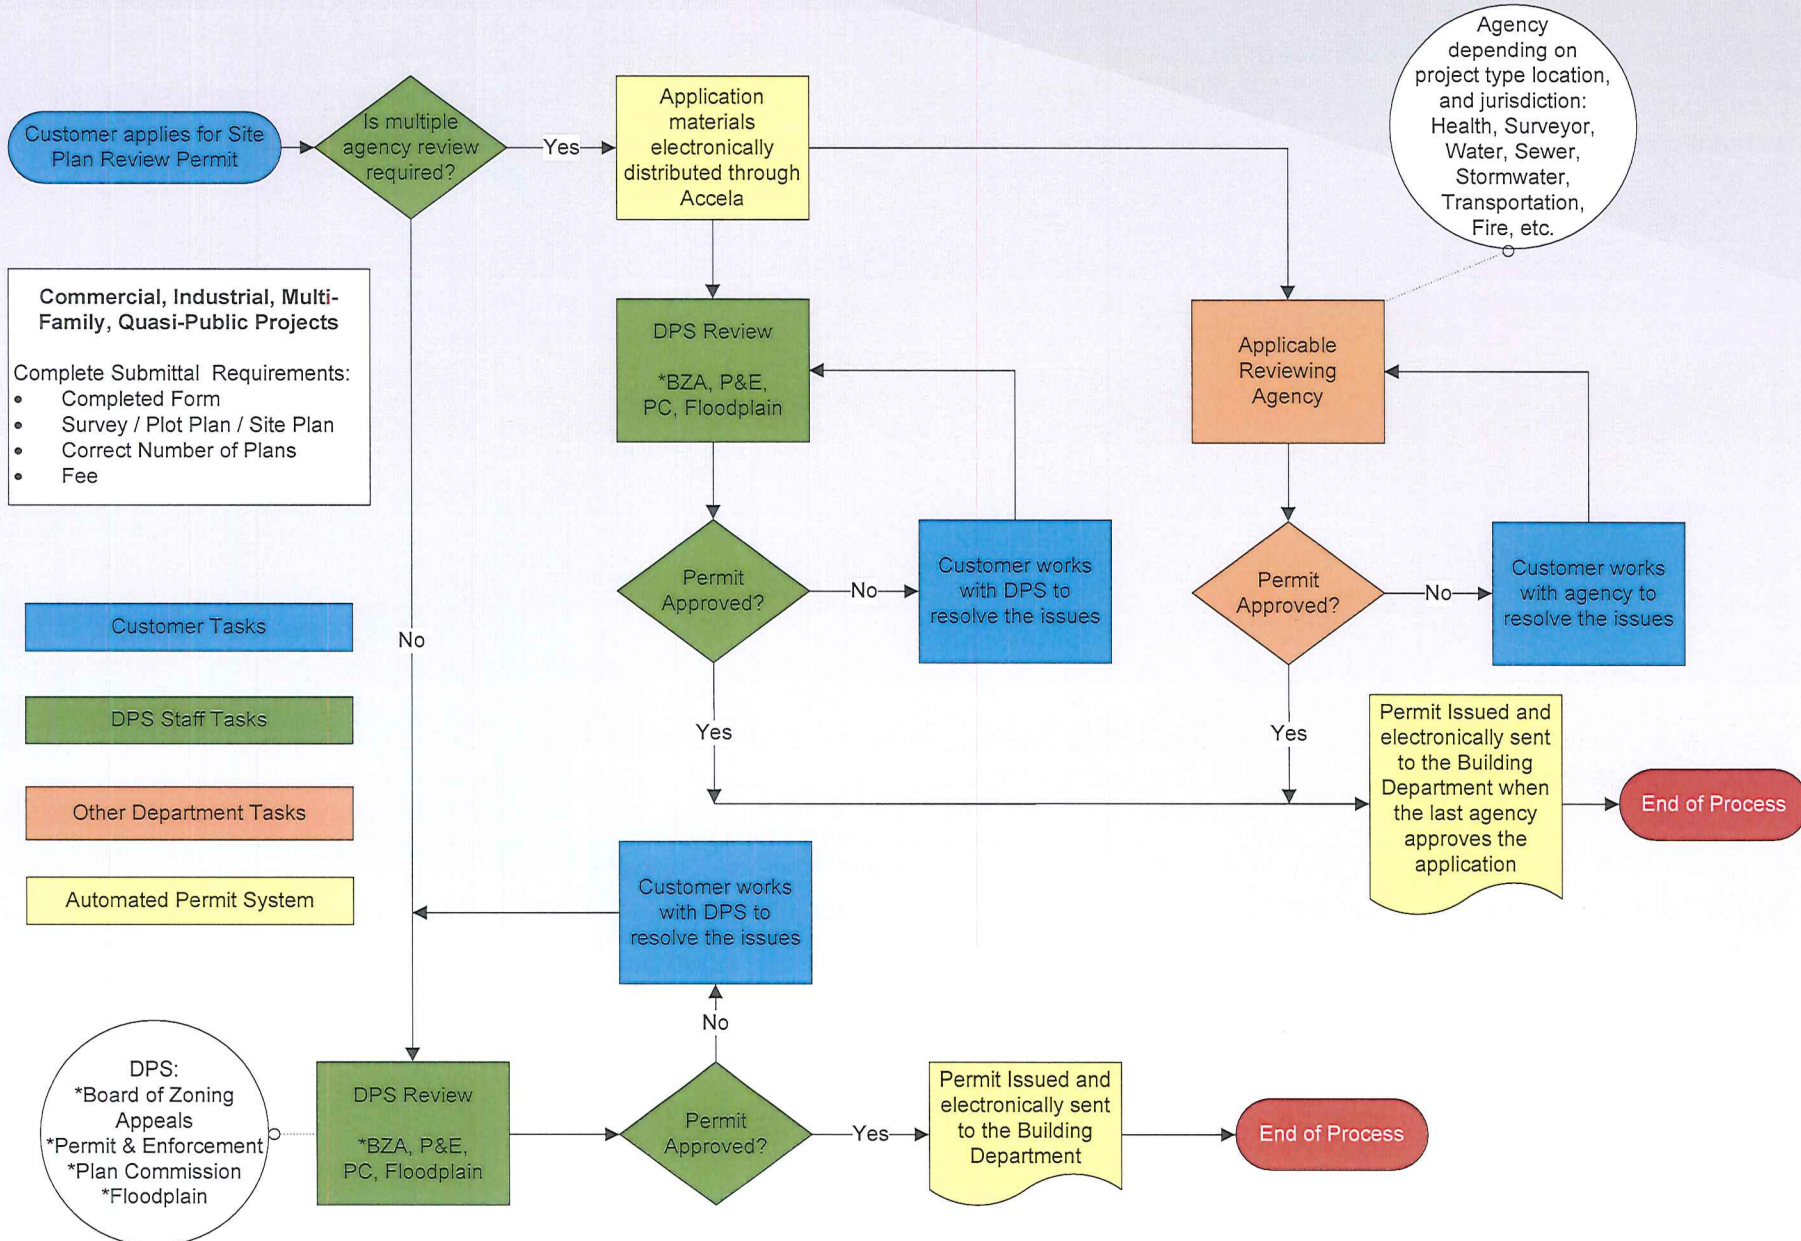 Customer applies for Site
Plan Review Permit
Is multiple
agency review
required?
Yes
Application
materials
electronically
distributed through
Accela
Agency
depending on
project type location,
and jurisdiction:
Health, Surveyor,
Water, Sewer,
Stormwater,
Transportation,
Fire, etc.
Commercial, Industrial, Multi-
Family, Quasi-Public Projects
Complete Submittal Requirements:
• Completed Form
• Survey / Plot Plan / Site Plan
• Correct Number of Plans
• Fee
DPS Review
*BZA, P&E,
PC, Floodplain
Applicable
Reviewing
Agency
Permit
Approved?
No
Customer works
with DPS to
resolve the issues
Permit
Approved?
No
Customer works
with agency to
resolve the issues
Customer Tasks
DPS Staff Tasks
Other Department Tasks
Automated Permit System
No
Yes
Yes
Permit Issued and
electronically sent
to the Building
Department when
the last agency
approves the
application
End of Process
Customer works
with DPS to
resolve the issues
No
DPS:
*Board of Zoning
Appeals
*Permit & Enforcement
*Plan Commission
*Floodplain
DPS Review
*BZA, P&E,
PC, Floodplain
Permit
Approved?
Yes
Permit Issued and
electronically sent
to the Building
Department
End of Process